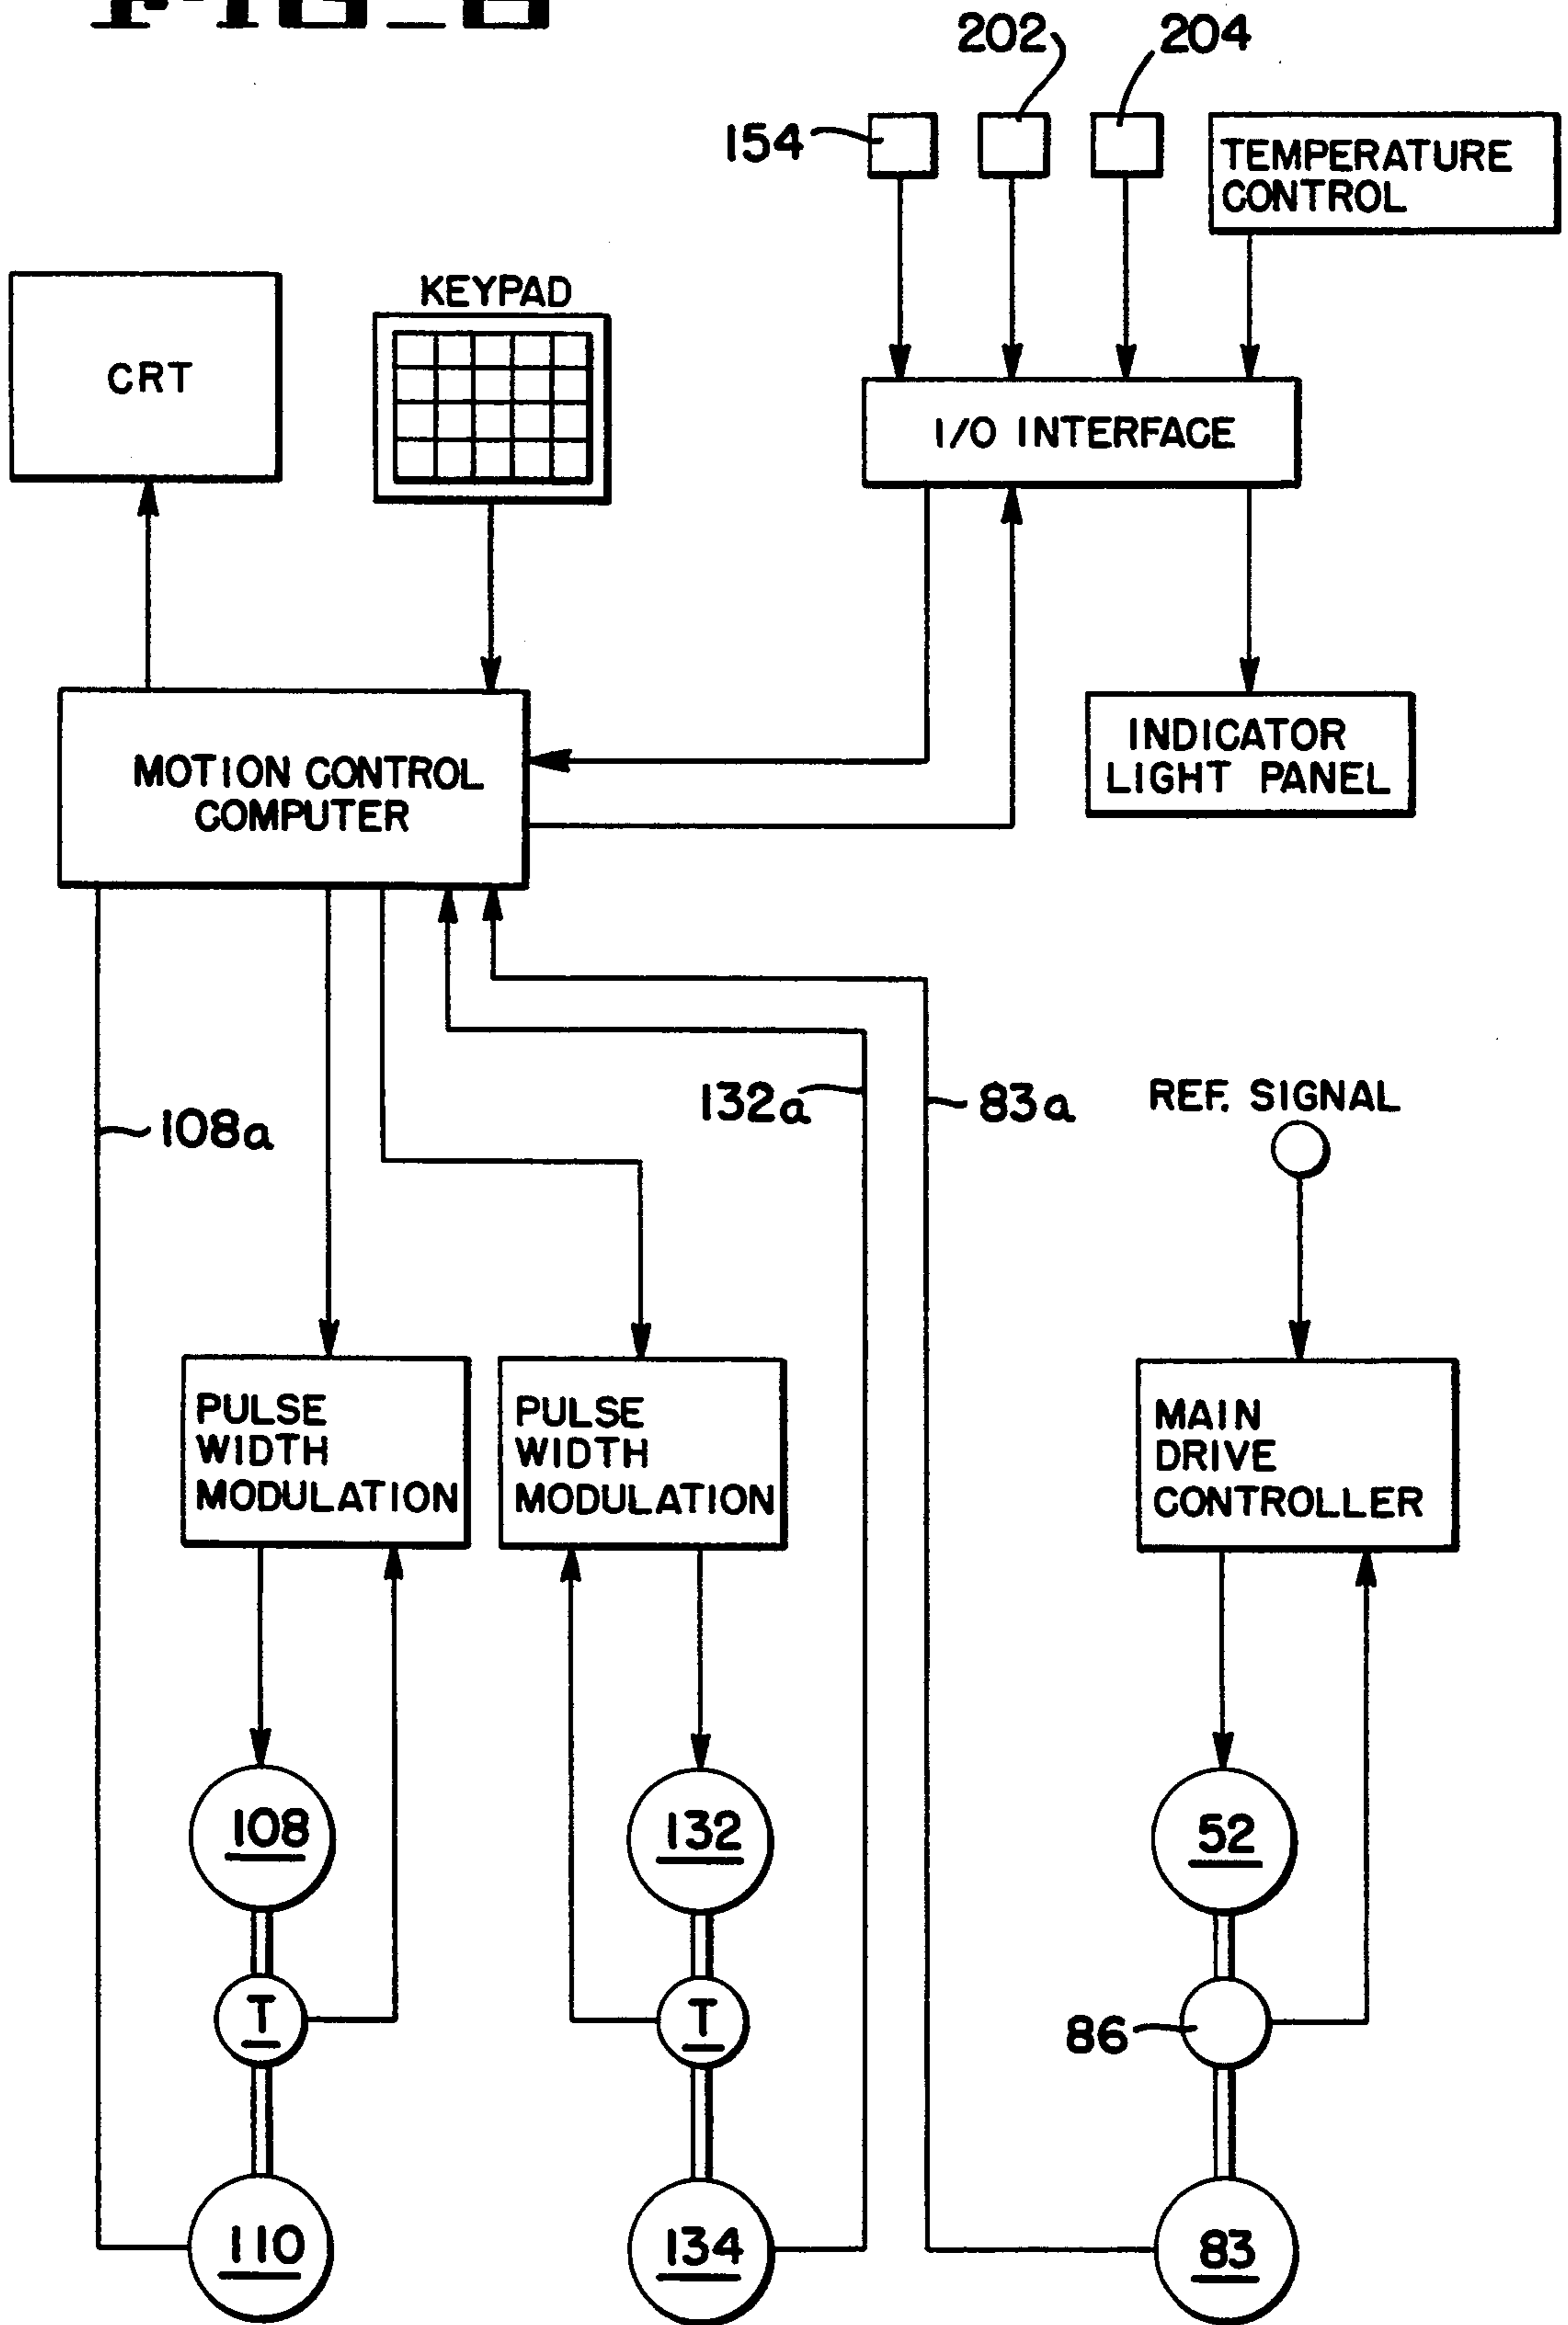 202
204
154
TEMPERATURE
CONTROL
KEYPAD
CRT
I/O INTERFACE
INDICATOR
LIGHT PANEL
MOTION CONTROL
COMPUTER
132a
83a
REF. SIGNAL
108a
PULSE
WIDTH
MODULATION
PULSE
WIDTH
MODULATION
MAIN
DRIVE
CONTROLLER
108
132
52
T
T
86
110
134
83